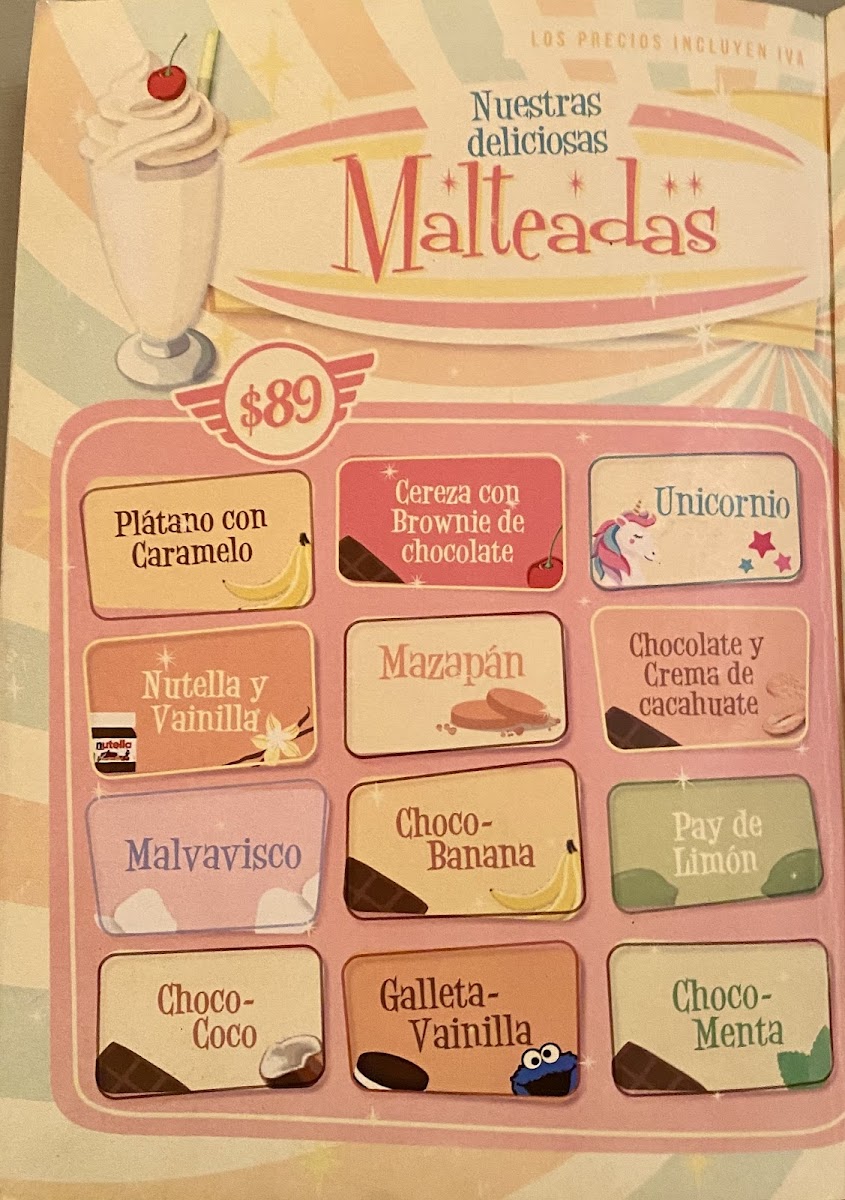 LOS PRECIOS INCLUYEN IVA
Nuestras
deliciosas
Malteadas
$89
Plátano con
Caramelo
Cereza con
Brownie de
chocolate
Unicornio
Nutella y
Vainilla
nutella
Mazapán
Chocolate y
Crema de
cacahuate
Malvavisco
Choco-
Banana
Pay de
Limón
Choco-
Coco
Galleta-
Vainilla
Choco-
Menta